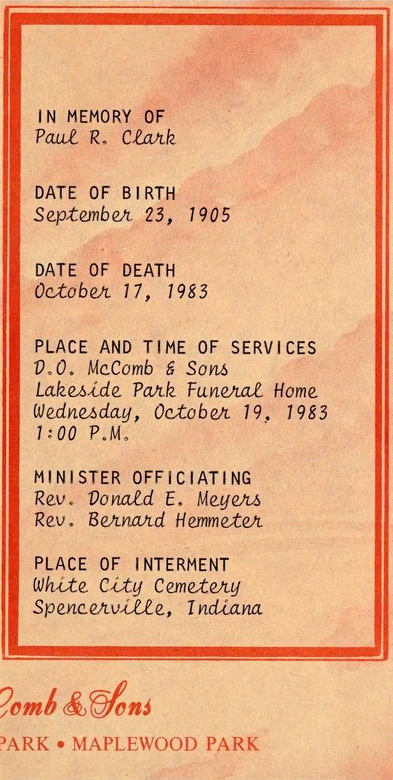 IN MEMORY OF
Paul R. Clark
DATE OF BIRTH
September 23, 1905
DATE OF DEATH
October 17, 1983
PLACE AND TIME OF SERVICES
D.O. McComb & Sons
Lakeside Park Funeral Home
Wednesday, October 19, 1983
1:00 P.M.
MINISTER OFFICIATING
Rev. Donald E. Meyers
Rev. Bernard Hemmeter
PLACE OF INTERMENT
White City Cemetery
Spencerville, Indiana
Comb & Sons
PARK • MAPLEWOOD PARK